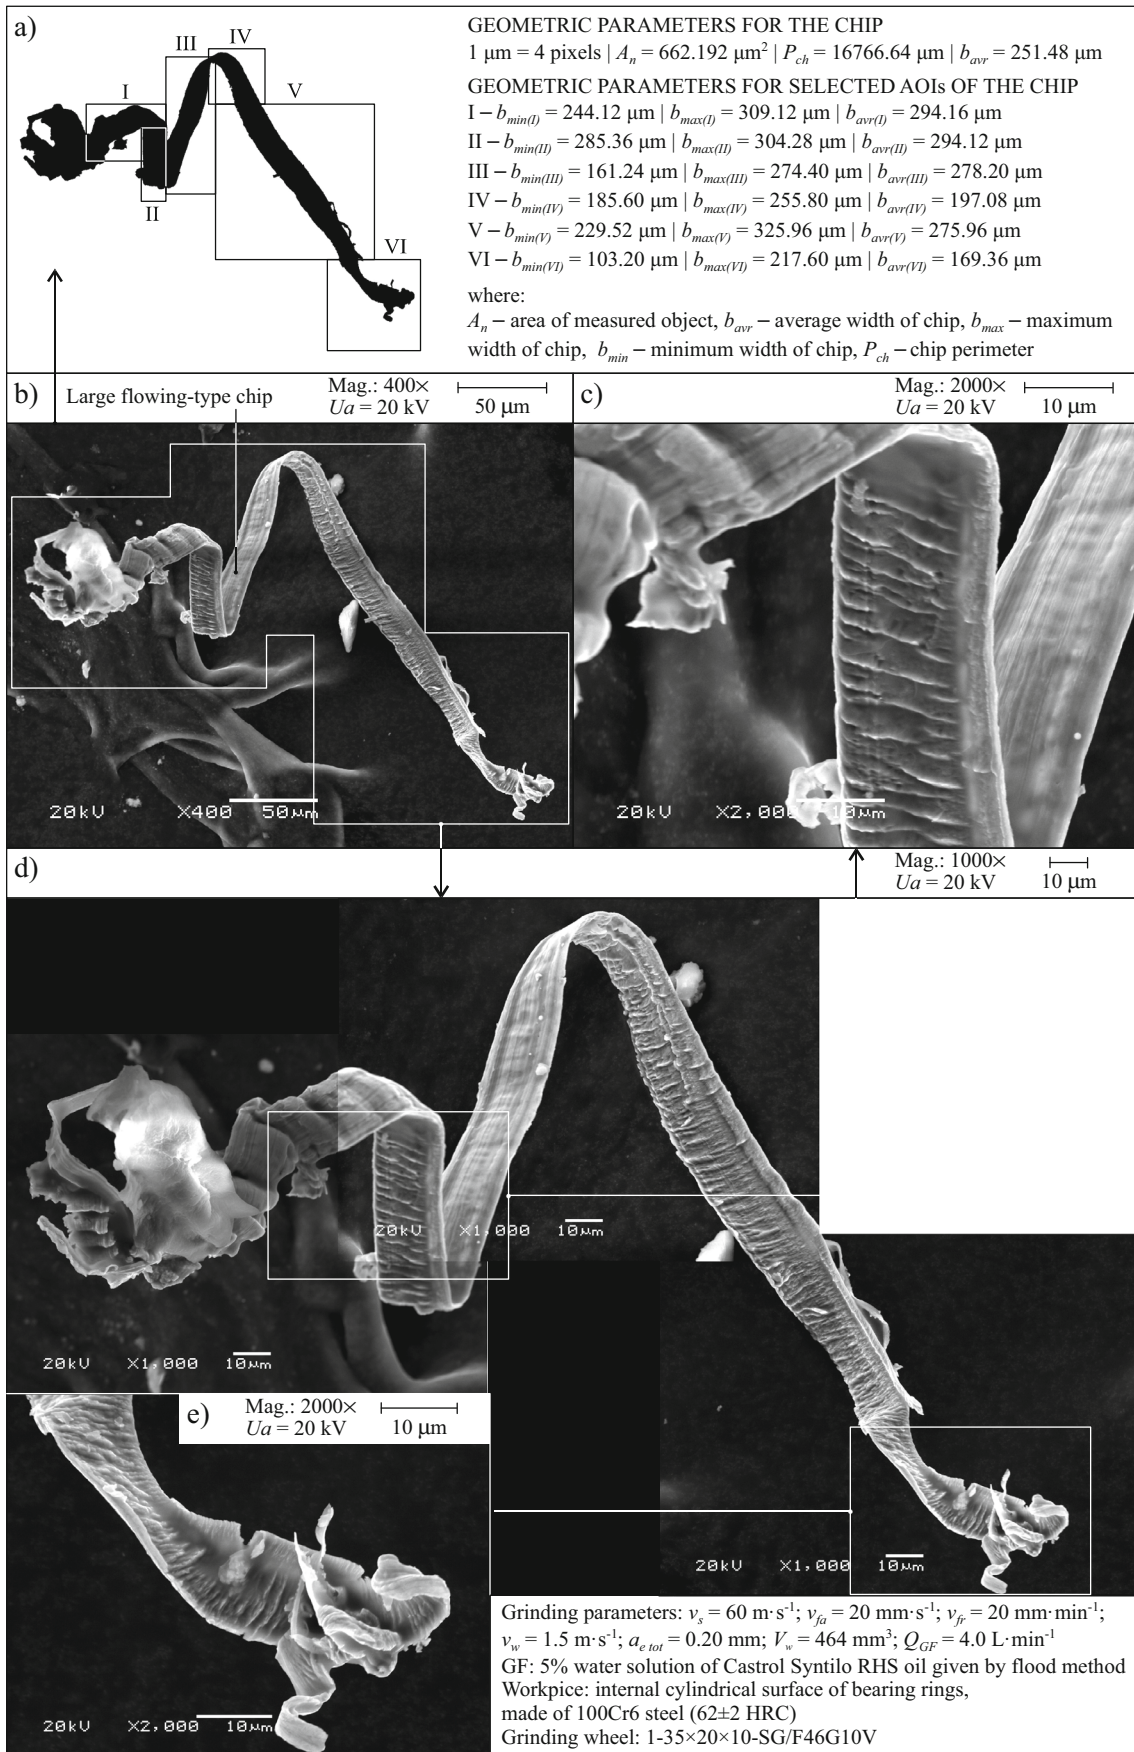 a)
I
II
III
IV
V
VI
GEOMETRIC PARAMETERS FOR THE CHIP
1 µm = 4 pixels | An = 662.192 µm² | Pch = 16766.64 µm | bavr = 251.48 µm
GEOMETRIC PARAMETERS FOR SELECTED AOIs OF THE CHIP
I – bmin(I) = 244.12 µm | bmax(I) = 309.12 µm | bavr(I) = 294.16 µm
II – bmin(II) = 285.36 µm | bmax(II) = 304.28 µm | bavr(II) = 294.12 µm
III – bmin(III) = 161.24 µm | bmax(III) = 274.40 µm | bavr(III) = 278.20 µm
IV – bmin(IV) = 185.60 µm | bmax(IV) = 255.80 µm | bavr(IV) = 197.08 µm
V – bmin(V) = 229.52 µm | bmax(V) = 325.96 µm | bavr(V) = 275.96 µm
VI – bmin(VI) = 103.20 µm | bmax(VI) = 217.60 µm | bavr(VI) = 169.36 µm
where:
An – area of measured object, bavr – average width of chip, bmax – maximum
width of chip, bmin – minimum width of chip, Pch – chip perimeter
b)
Large flowing-type chip
Mag.: 400×
Ua = 20 kV
50 µm
20kV X400 50µm
c)
Mag.: 2000×
Ua = 20 kV
10 µm
20kV X2,000 10µm
d)
Mag.: 1000×
Ua = 20 kV
10 µm
20kV X1,000 10µm
20kV X1,000 10µm
20kV X1,000 10µm
e)
Mag.: 2000×
Ua = 20 kV
10 µm
20kV X2,000 10µm
Grinding parameters: vs = 60 m·s⁻¹; vfa = 20 mm·s⁻¹; vfr = 20 mm·min⁻¹;
vw = 1.5 m·s⁻¹; ae tot = 0.20 mm; Vw = 464 mm³; QGF = 4.0 L·min⁻¹
GF: 5% water solution of Castrol Syntilo RHS oil given by flood method
Workpice: internal cylindrical surface of bearing rings,
made of 100Cr6 steel (62±2 HRC)
Grinding wheel: 1-35×20×10-SG/F46G10V